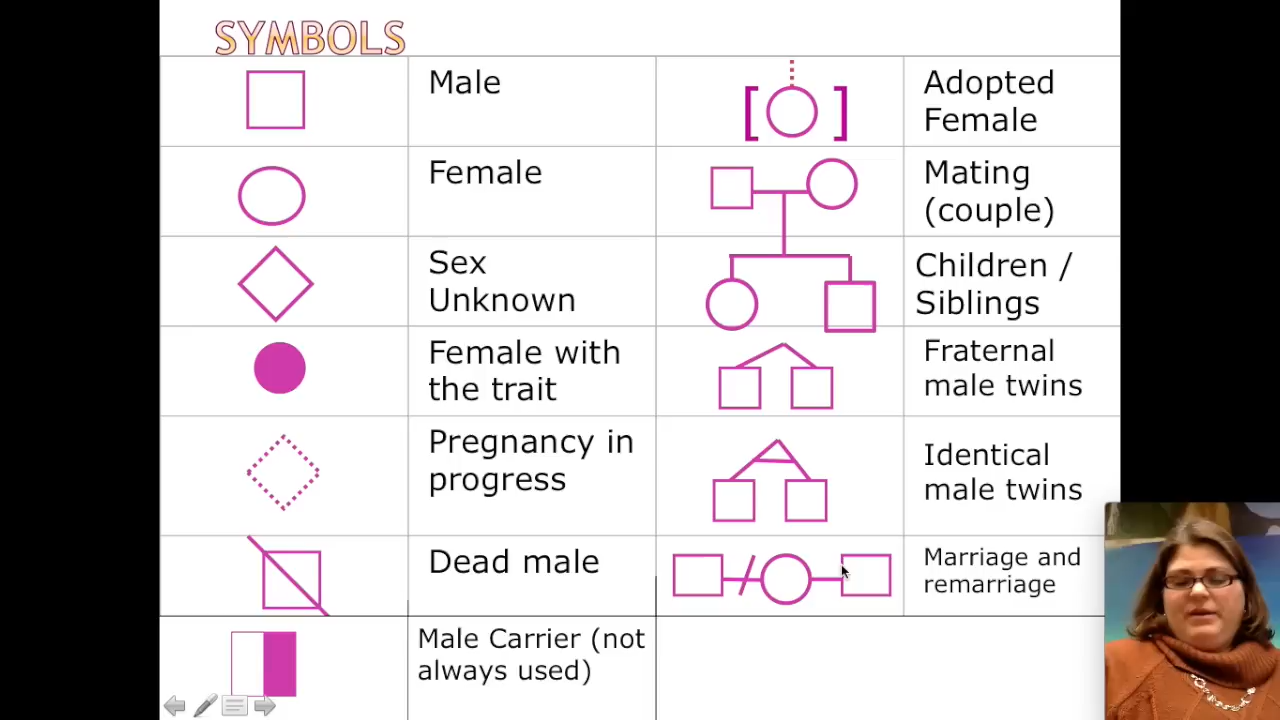 SYMBOLS
Male
Adopted
Female
Female
Mating
(couple)
Sex
Unknown
Children /
Siblings
Female with
the trait
Fraternal
male twins
Pregnancy in
progress
Identical
male twins
Dead male
Marriage and
remarriage
Male Carrier (not
always used)